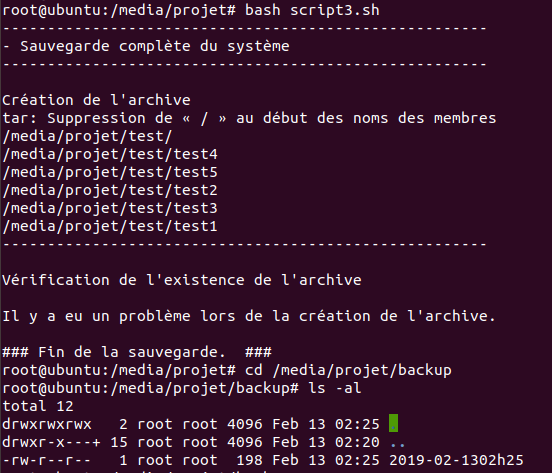 root@ubuntu:/media/projet# bash script3.sh
------------------------------------------------------
- Sauvegarde complète du système
------------------------------------------------------
Création de l'archive
tar: Suppression de « / » au début des noms des membres
/media/projet/test/
/media/projet/test/test4
/media/projet/test/test5
/media/projet/test/test2
/media/projet/test/test3
/media/projet/test/test1
------------------------------------------------------
Vérification de l'existence de l'archive
Il y a eu un problème lors de la création de l'archive.
### Fin de la sauvegarde.  ###
root@ubuntu:/media/projet# cd /media/projet/backup
root@ubuntu:/media/projet/backup# ls -al
total 12
drwxrwxrwx   2 root root 4096 Feb 13 02:25 .
drwxr-x---+ 15 root root 4096 Feb 13 02:20 ..
-rw-r--r--   1 root root  198 Feb 13 02:25 2019-02-1302h25